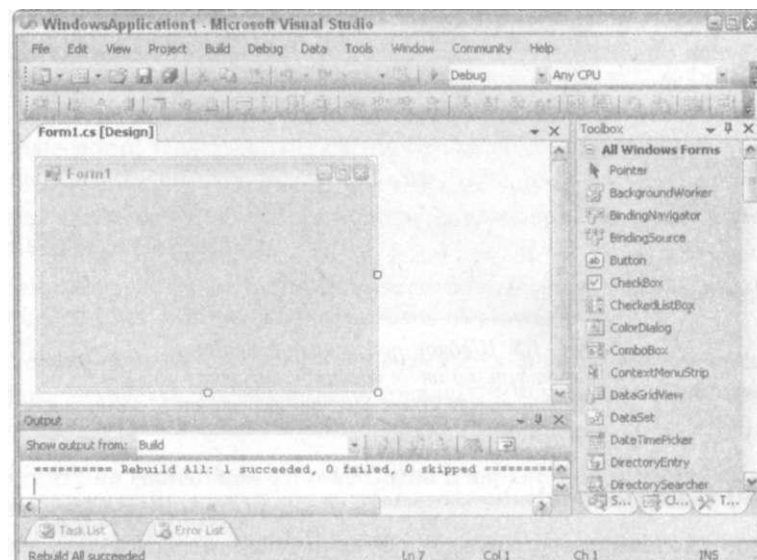 WindowsApplication1 - Microsoft Visual Studio
File Edit View Project Build Debug Data Tools Window Community Help
Debug Any CPU
Form1.cs [Design]
Form1
Toolbox
All Windows Forms
Pointer
BackgroundWorker
BindingNavigator
BindingSource
Button
CheckBox
CheckedListBox
ColorDialog
ComboBox
ContextMenuStrip
DataGridView
DataSet
DateTimePicker
DirectoryEntry
DirectorySearcher
S... Cl... T...
Output
Show output from: Build
========== Rebuild All: 1 succeeded, 0 failed, 0 skipped =========
Task List Error List
Rebuild All succeeded Ln 7 Col 1 Ch 1 INS